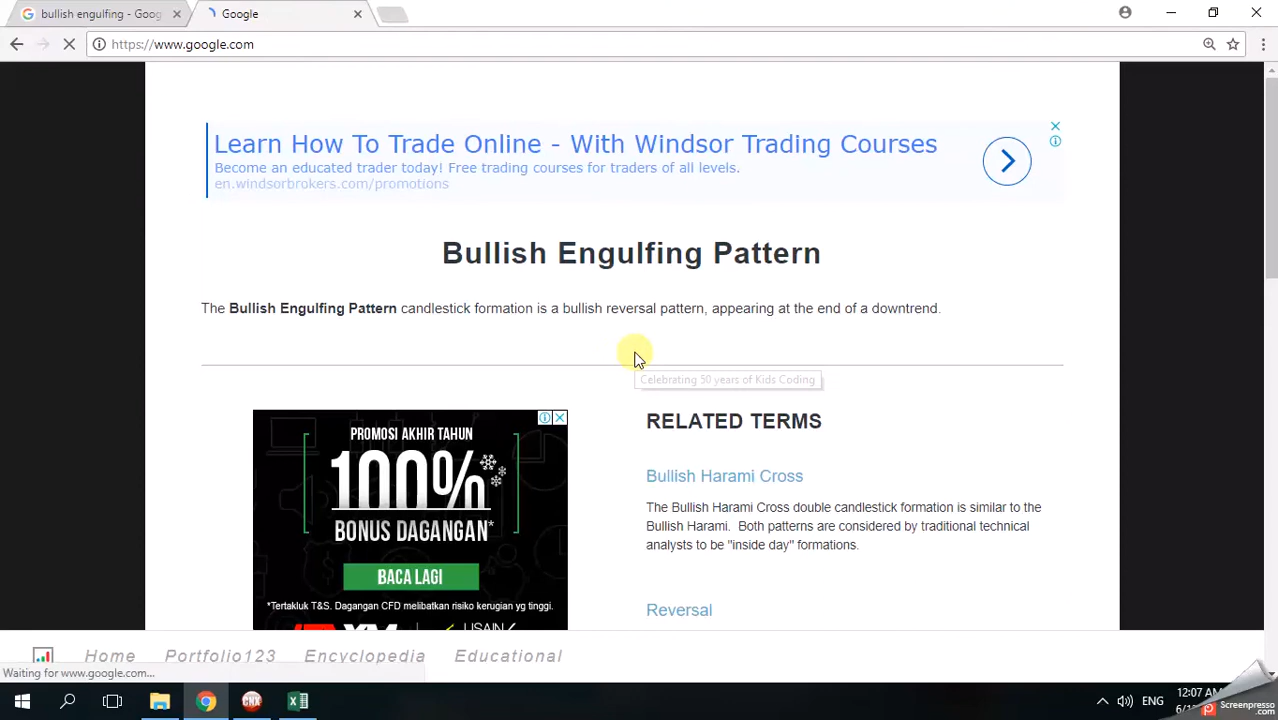 bullish engulfing - Goog
Google
https://www.google.com
Learn How To Trade Online - With Windsor Trading Courses
Become an educated trader today! Free trading courses for traders of all levels.
en.windsorbrokers.com/promotions
Bullish Engulfing Pattern
The Bullish Engulfing Pattern candlestick formation is a bullish reversal pattern, appearing at the end of a downtrend.
Celebrating 50 years of Kids Coding
PROMOSI AKHIR TAHUN
100%
BONUS DAGANGAN*
BACA LAGI
*Tertakluk T&S. Dagangan CFD melibatkan risiko kerugian yg tinggi.
RELATED TERMS
Bullish Harami Cross
The Bullish Harami Cross double candlestick formation is similar to the
Bullish Harami. Both patterns are considered by traditional technical
analysts to be "inside day" formations.
Reversal
Home Portfolio123 Encyclopedia Educational
Waiting for www.google.com...
ENG
12:07 AM
Screenpresso
.com